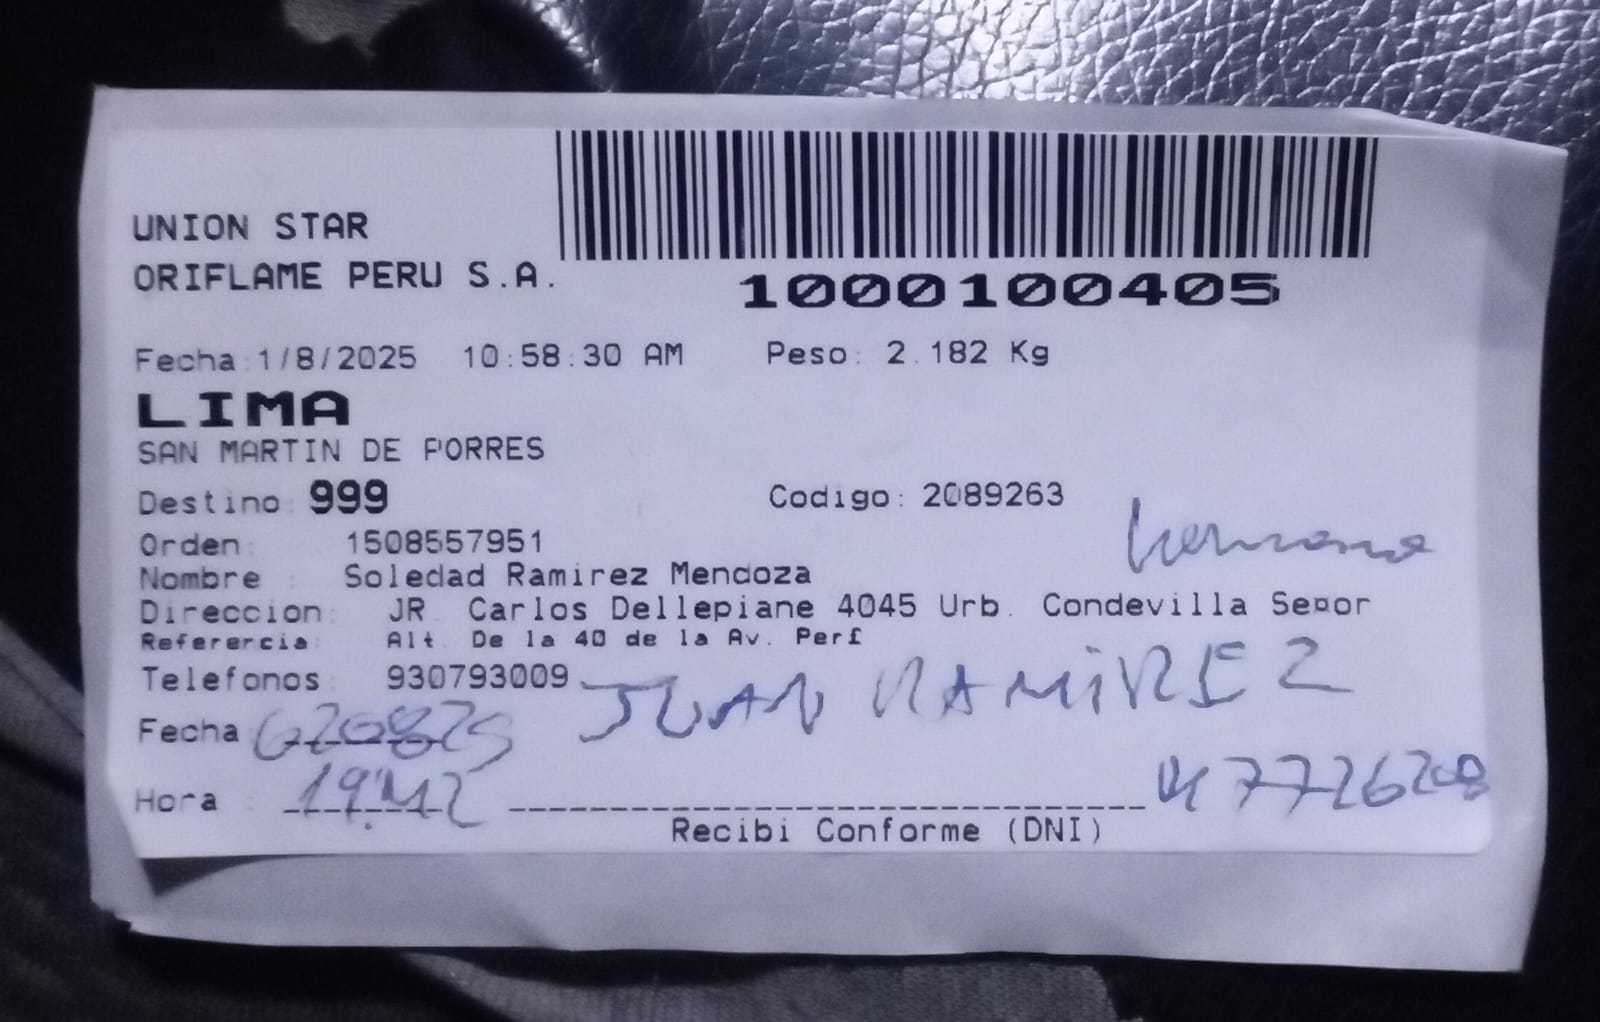 UNION STAR
ORIFLAME PERU S.A.
1000100405
Fecha:1/8/2025 10:58:30 AM Peso: 2.182 Kg
LIMA
SAN MARTIN DE PORRES
Destino: 999 Codigo: 2089263
Orden: 1508557951
hermano
Nombre : Soledad Ramirez Mendoza
Direccion: JR. Carlos Dellepiane 4045 Urb. Condevilla Se¤or
Referercia: Alt. De la 40 de la Av. Perf
Telefonos: 930793009
JUAN RAMIREZ
Fecha
Hora :
Recibi Conforme (DNI)